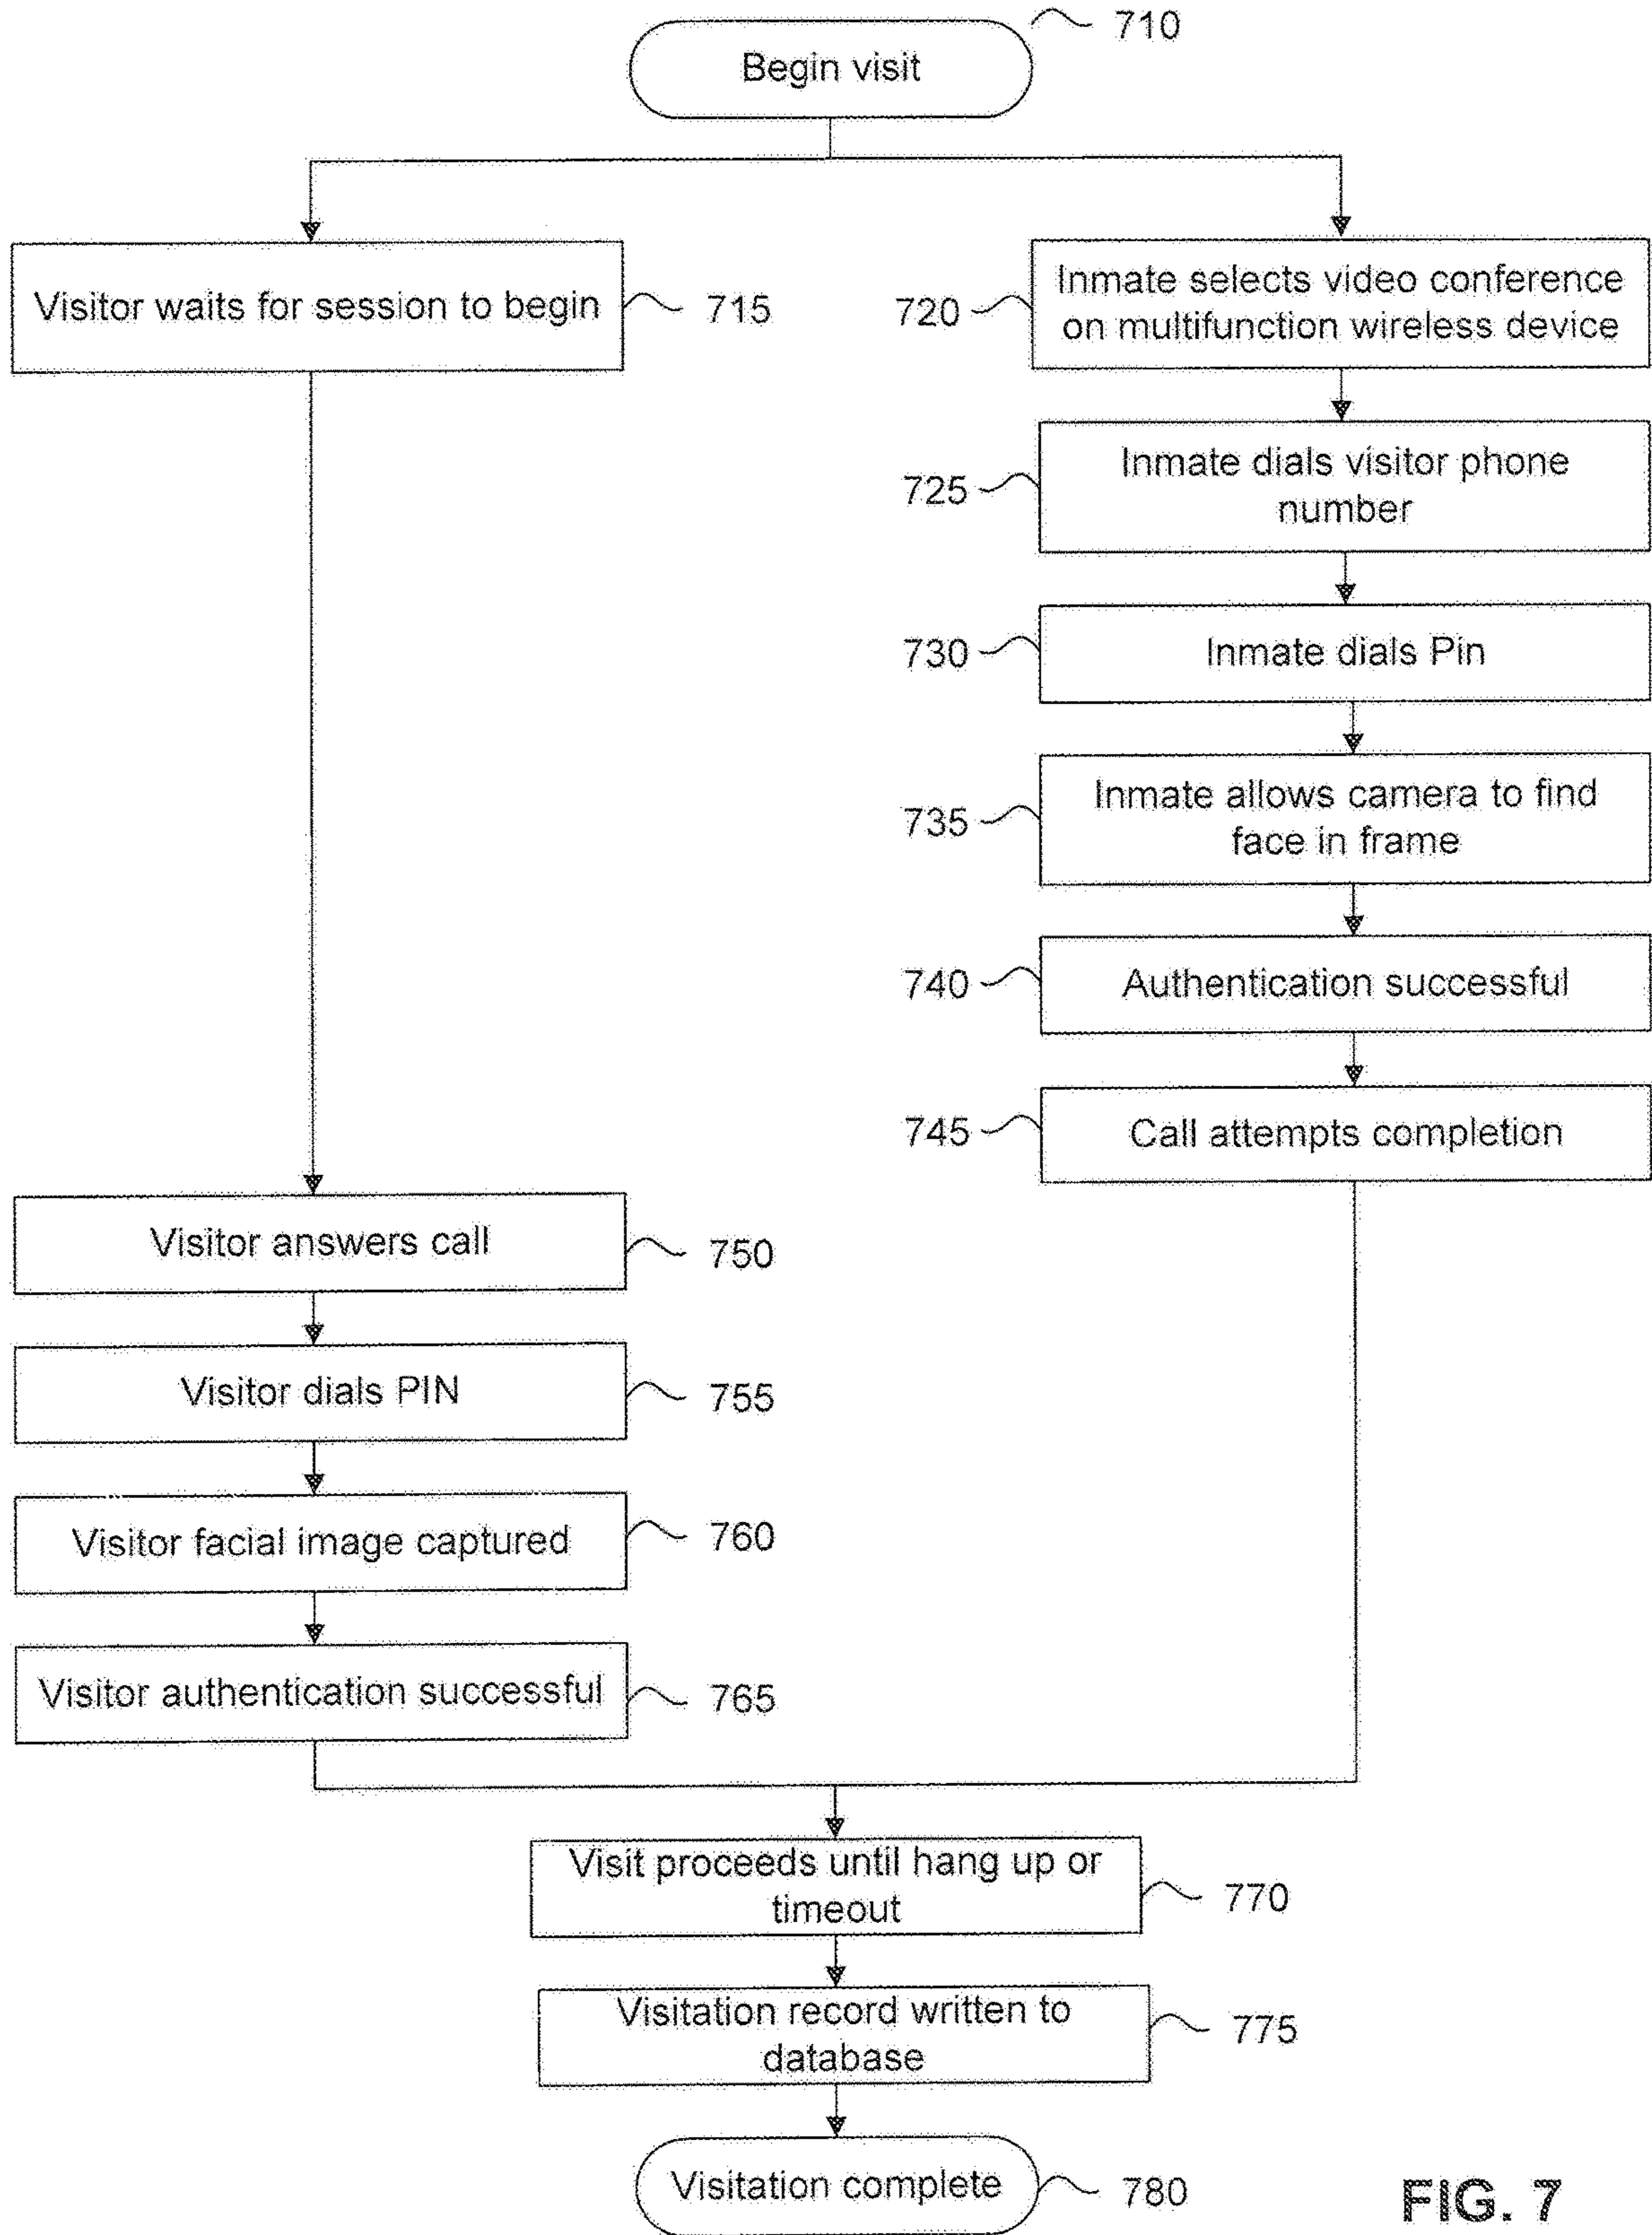 710
Begin visit
Visitor waits for session to begin
715
720
Inmate selects video conference
on multifunction wireless device
725
Inmate dials visitor phone
number
730
Inmate dials Pin
735
Inmate allows camera to find
face in frame
740
Authentication successful
745
Call attempts completion
Visitor answers call
750
Visitor dials PIN
755
Visitor facial image captured
760
Visitor authentication successful
765
Visit proceeds until hang up or
timeout
770
Visitation record written to
database
775
Visitation complete
780
FIG. 7